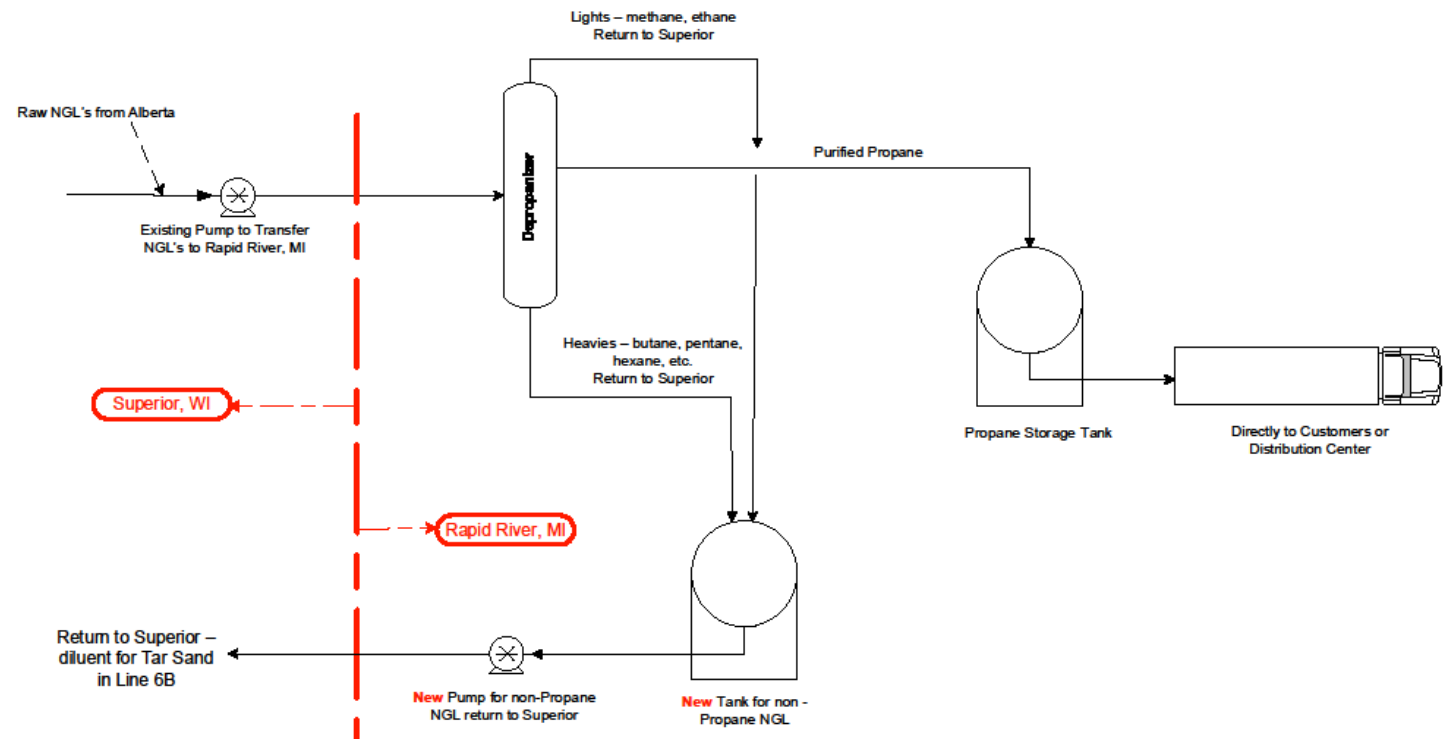 Lights – methane, ethane
Return to Superior
Raw NGL's from Alberta
Purified Propane
Depropanizer
Existing Pump to Transfer
NGL's to Rapid River, MI
Heavies – butane, pentane,
hexane, etc.
Return to Superior
Superior, WI
Propane Storage Tank
Directly to Customers or
Distribution Center
Rapid River, MI
Return to Superior –
diluent for Tar Sand
in Line 6B
New Pump for non-Propane
NGL return to Superior
New Tank for non -
Propane NGL